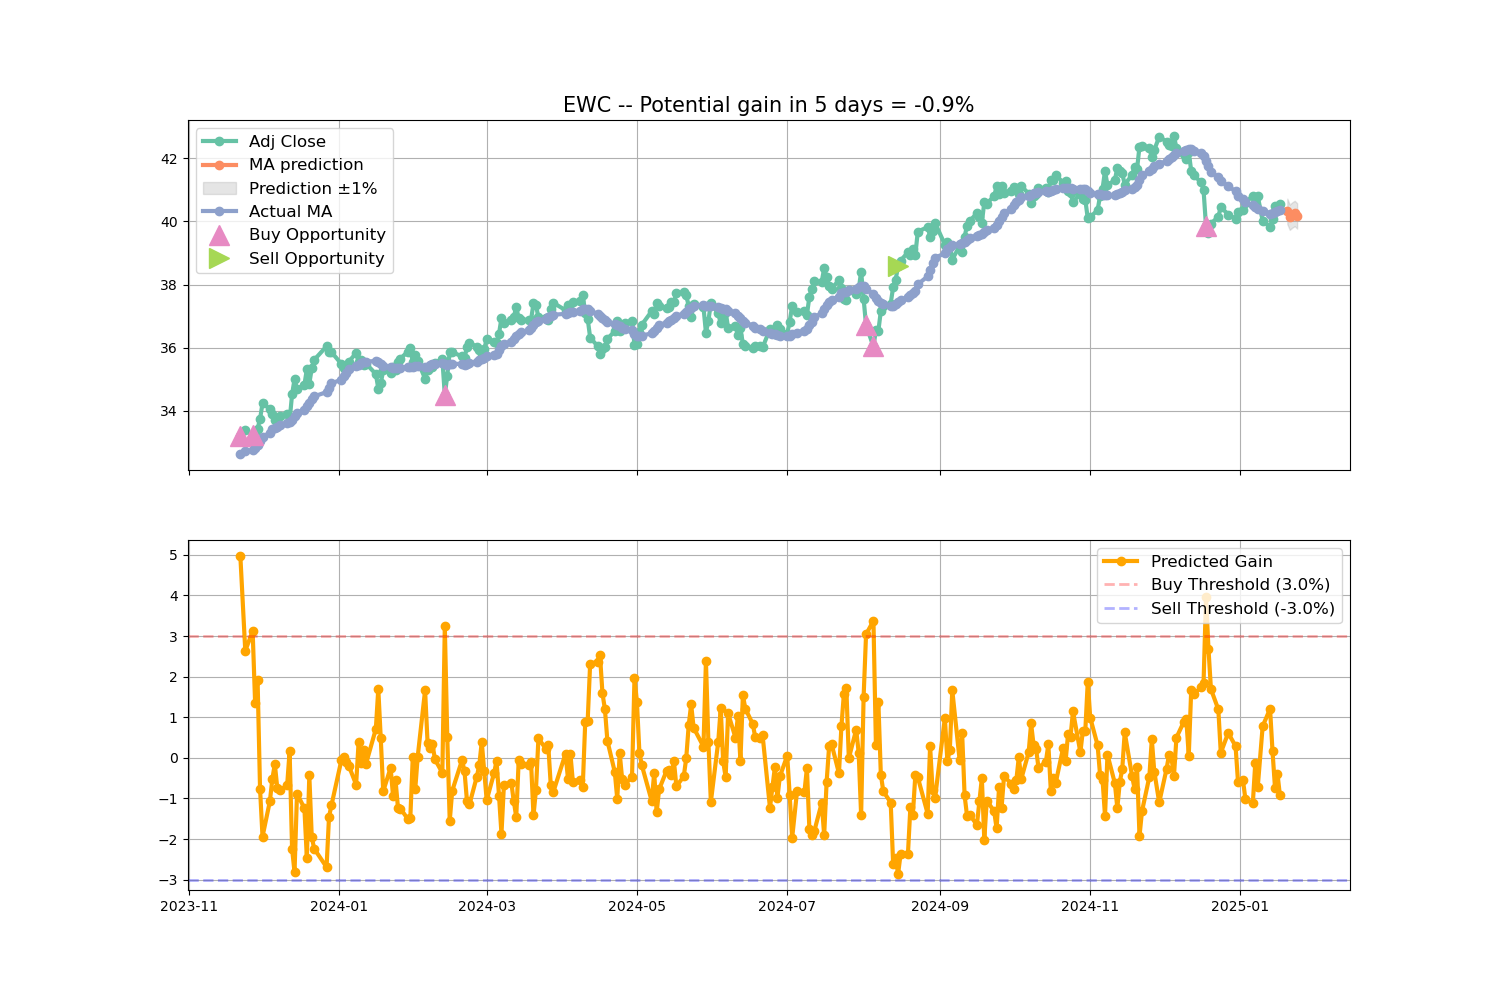 EWC -- Potential gain in 5 days = -0.9%
Adj Close
MA prediction
Prediction ±1%
Actual MA
Buy Opportunity
Sell Opportunity
42
40
38
36
34
Predicted Gain
Buy Threshold (3.0%)
Sell Threshold (-3.0%)
5
4
3
2
1
0
−1
−2
−3
2023-11 2024-01 2024-03 2024-05 2024-07 2024-09 2024-11 2025-01